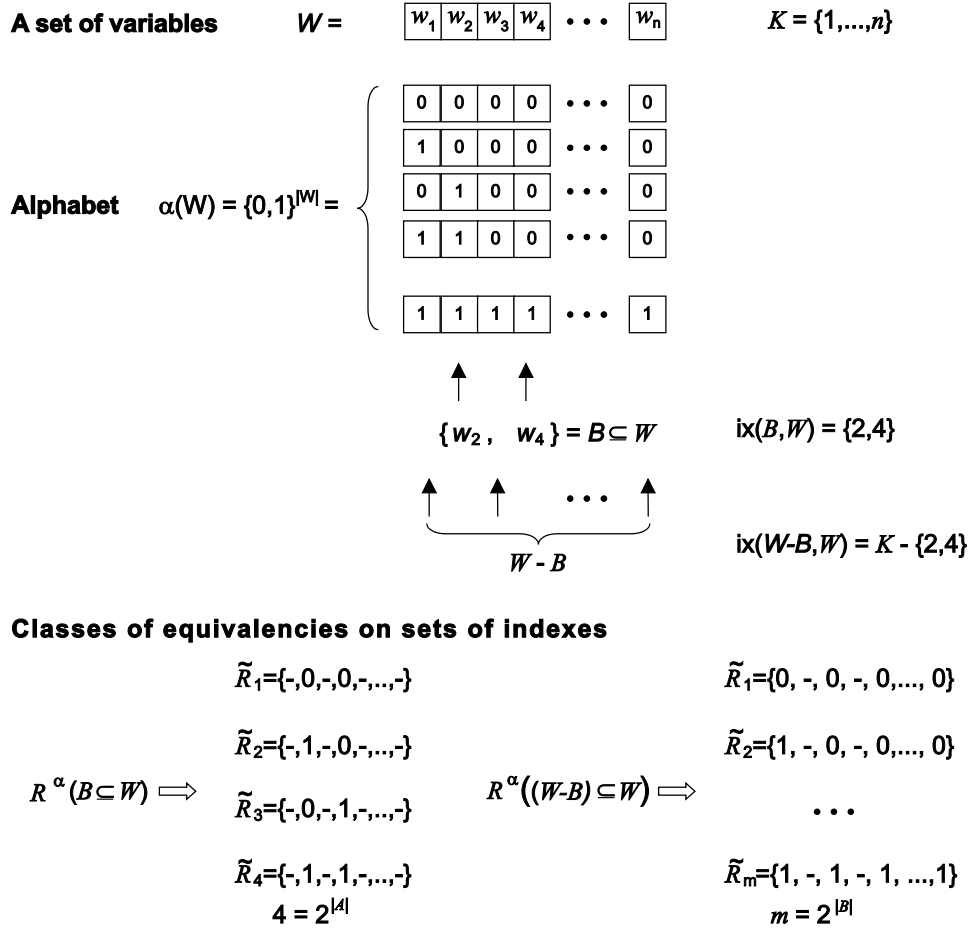 A set of variables W = w₁ w₂ w₃ w₄ • • • wₙ K = {1,...,n}
0 0 0 0 • • • 0
1 0 0 0 • • • 0
Alphabet α(W) = {0,1}^|W| = 0 1 0 0 • • • 0
1 1 0 0 • • • 0
1 1 1 1 • • • 1
{w₂ , w₄} = B ⊆ W ix(B,W) = {2,4}
• • •
W - B ix(W-B,W) = K - {2,4}
Classes of equivalencies on sets of indexes
R̃₁={-,0,-,0,-,..,-} R̃₁={0, -, 0, -, 0,..., 0}
R̃₂={-,1,-,0,-,..,-} R̃₂={1, -, 0, -, 0,..., 0}
R^α(B⊆W) ⇨ R̃₃={-,0,-,1,-,..,-} R^α((W-B)⊆W) ⇨ • • •
R̃₄={-,1,-,1,-,..,-} R̃ₘ={1, -, 1, -, 1, ...,1}
4 = 2^|A| m = 2^|B|